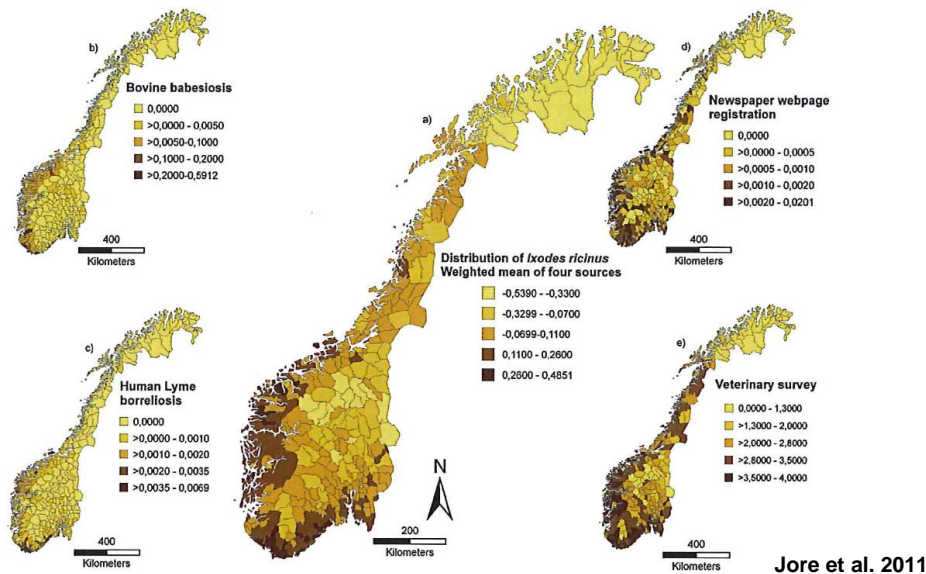 b)
Bovine babesiosis
0,0000
>0,0000 - 0,0050
>0,0050-0,1000
>0,1000 - 0,2000
>0,2000-0,5912
400
Kilometers
a)
Distribution of Ixodes ricinus
Weighted mean of four sources
-0,5390 - -0,3300
-0,3299 - -0,0700
-0,0699-0,1100
0,1100 - 0,2600
0,2600 - 0,4851
N
200
Kilometers
d)
Newspaper webpage
registration
0,0000
>0,0000 - 0,0005
>0,0005 - 0,0010
>0,0010 - 0,0020
>0,0020 - 0,0201
400
Kilometers
c)
Human Lyme
borreliosis
0,0000
>0,0000 - 0,0010
>0,0010 - 0,0020
>0,0020 - 0,0035
>0,0035 - 0,0069
400
Kilometers
e)
Veterinary survey
0,0000 - 1,3000
>1,3000 - 2,0000
>2,0000 - 2,8000
>2,8000 - 3,5000
>3,5000 - 4,0000
400
Kilometers
Jore et al. 2011